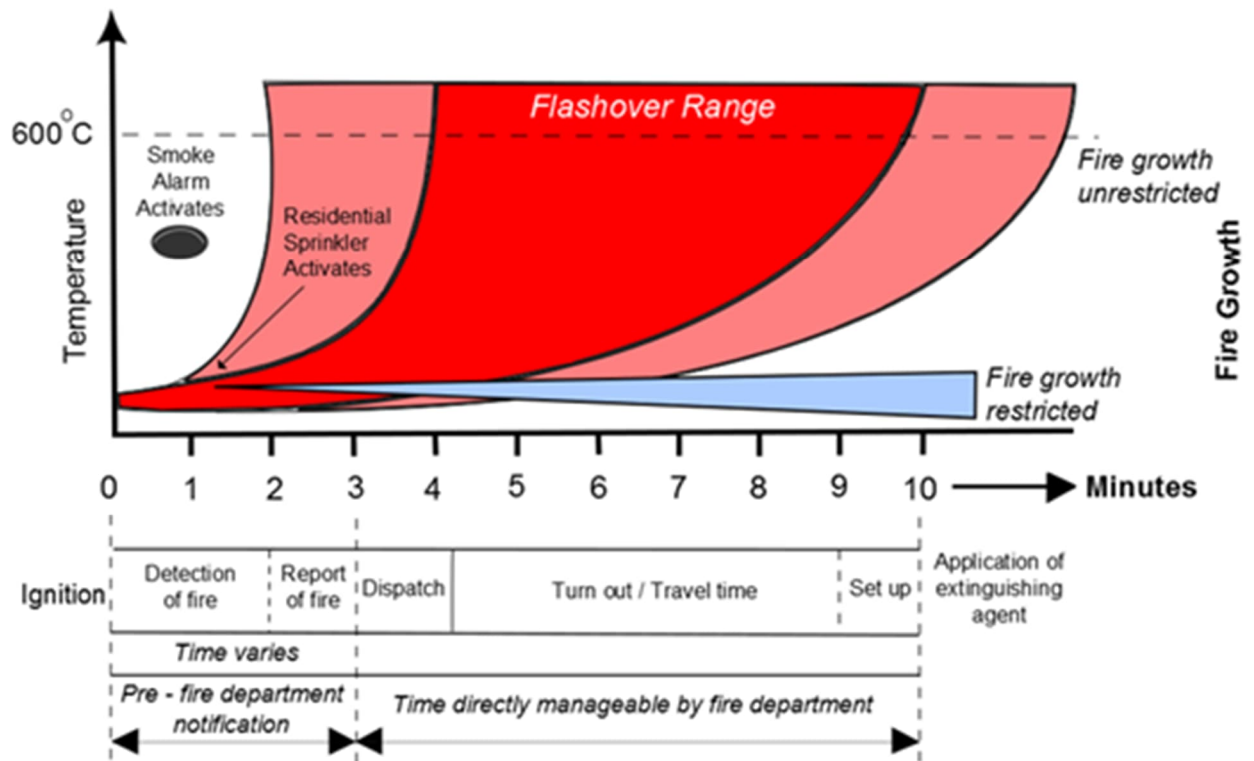 Flashover Range
600°C
Smoke
Alarm
Activates
Residential
Sprinkler
Activates
Temperature
Fire growth
unrestricted
Fire Growth
Fire growth
restricted
0 1 2 3 4 5 6 7 8 9 10 Minutes
Ignition
Detection
of fire
Report
of fire
Dispatch
Turn out / Travel time
Set up
Application of
extinguishing
agent
Time varies
Pre - fire department
notification
Time directly manageable by fire department